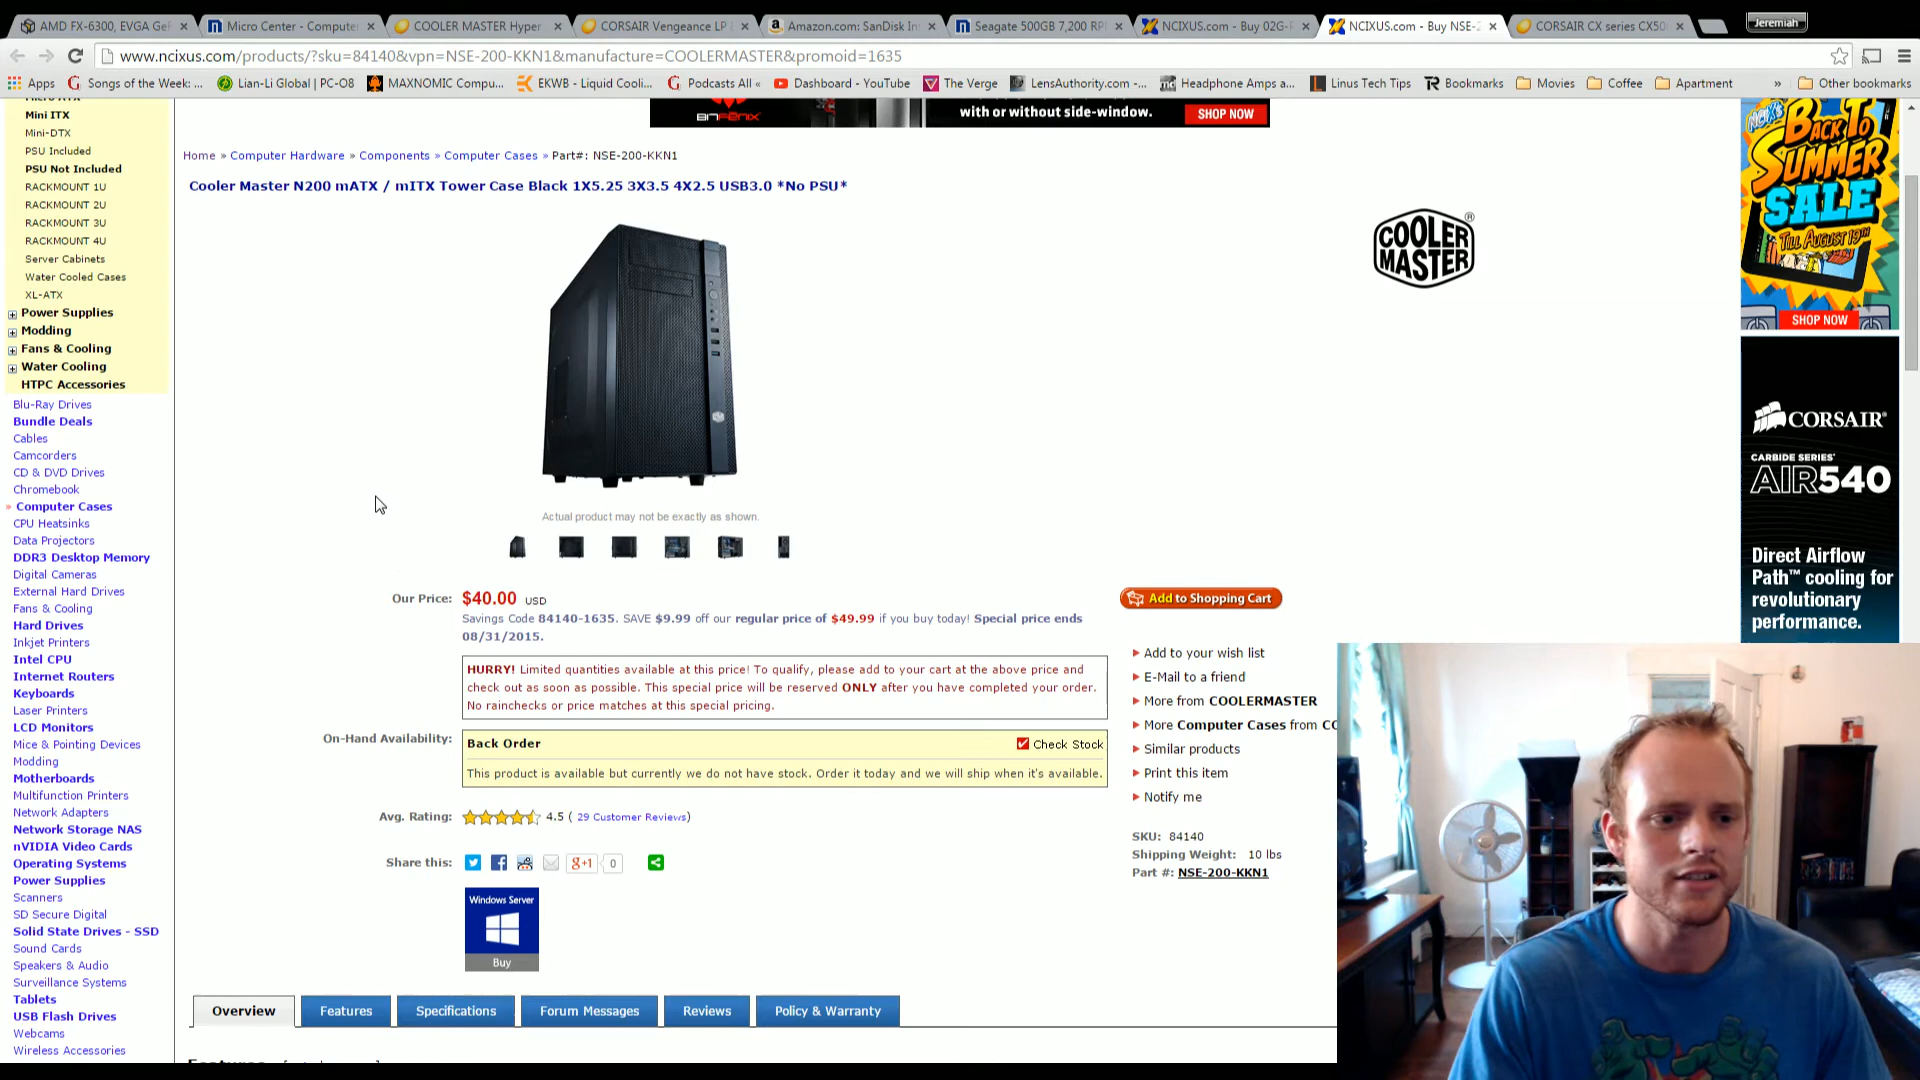 AMD FX-6300, EVGA GeF
Micro Center - Computer
COOLER MASTER Hyper
CORSAIR Vengeance LP
Amazon.com: SanDisk In
Seagate 500GB 7,200 RP
NCIXUS.com - Buy 02G-
NCIXUS.com - Buy NSE-2
CORSAIR CX series CX50
Jeremiah
www.ncixus.com/products/?sku=84140&vpn=NSE-200-KKN1&manufacture=COOLERMASTER&promoid=1635
Apps
Songs of the Week: ...
Lian-Li Global | PC-O8
MAXNOMIC Compu...
EKWB - Liquid Cooli...
Podcasts All «
Dashboard - YouTube
The Verge
LensAuthority.com -...
Headphone Amps a...
Linus Tech Tips
Bookmarks
Movies
Coffee
Apartment
»
Other bookmarks
Mini ITX
Mini-DTX
PSU Included
PSU Not Included
RACKMOUNT 1U
RACKMOUNT 2U
RACKMOUNT 3U
RACKMOUNT 4U
Server Cabinets
Water Cooled Cases
XL-ATX
Power Supplies
Modding
Fans & Cooling
Water Cooling
HTPC Accessories
Blu-Ray Drives
Bundle Deals
Cables
Camcorders
CD & DVD Drives
Chromebook
» Computer Cases
CPU Heatsinks
Data Projectors
DDR3 Desktop Memory
Digital Cameras
External Hard Drives
Fans & Cooling
Hard Drives
Inkjet Printers
Intel CPU
Internet Routers
Keyboards
Laser Printers
LCD Monitors
Mice & Pointing Devices
Modding
Motherboards
Multifunction Printers
Network Adapters
Network Storage NAS
nVIDIA Video Cards
Operating Systems
Power Supplies
Scanners
SD Secure Digital
Solid State Drives - SSD
Sound Cards
Speakers & Audio
Surveillance Systems
Tablets
USB Flash Drives
Webcams
Wireless Accessories
BITFENIX
with or without side-window.
SHOP NOW
Home » Computer Hardware » Components » Computer Cases » Part#: NSE-200-KKN1
Cooler Master N200 mATX / mITX Tower Case Black 1X5.25 3X3.5 4X2.5 USB3.0 *No PSU*
COOLER
MASTER
®
Actual product may not be exactly as shown.
Our Price: $40.00 USD
Savings Code 84140-1635. SAVE $9.99 off our regular price of $49.99 if you buy today! Special price ends
08/31/2015.
HURRY! Limited quantities available at this price! To qualify, please add to your cart at the above price and
check out as soon as possible. This special price will be reserved ONLY after you have completed your order.
No rainchecks or price matches at this special pricing.
On-Hand Availability: Back Order
Check Stock
This product is available but currently we do not have stock. Order it today and we will ship when it's available.
Avg. Rating: 4.5 ( 29 Customer Reviews)
Share this:
g+1
0
Windows Server
Buy
Add to Shopping Cart
Add to your wish list
E-Mail to a friend
More from COOLERMASTER
More Computer Cases from CO
Similar products
Print this item
Notify me
SKU: 84140
Shipping Weight: 10 lbs
Part #: NSE-200-KKN1
Overview
Features
Specifications
Forum Messages
Reviews
Policy & Warranty
NCIX
BACK TO
SUMMER
SALE
TILL AUGUST 19TH
SHOP NOW
CORSAIR
CARBIDE SERIES
AIR540
Direct Airflow
Path™ cooling for
revolutionary
performance.